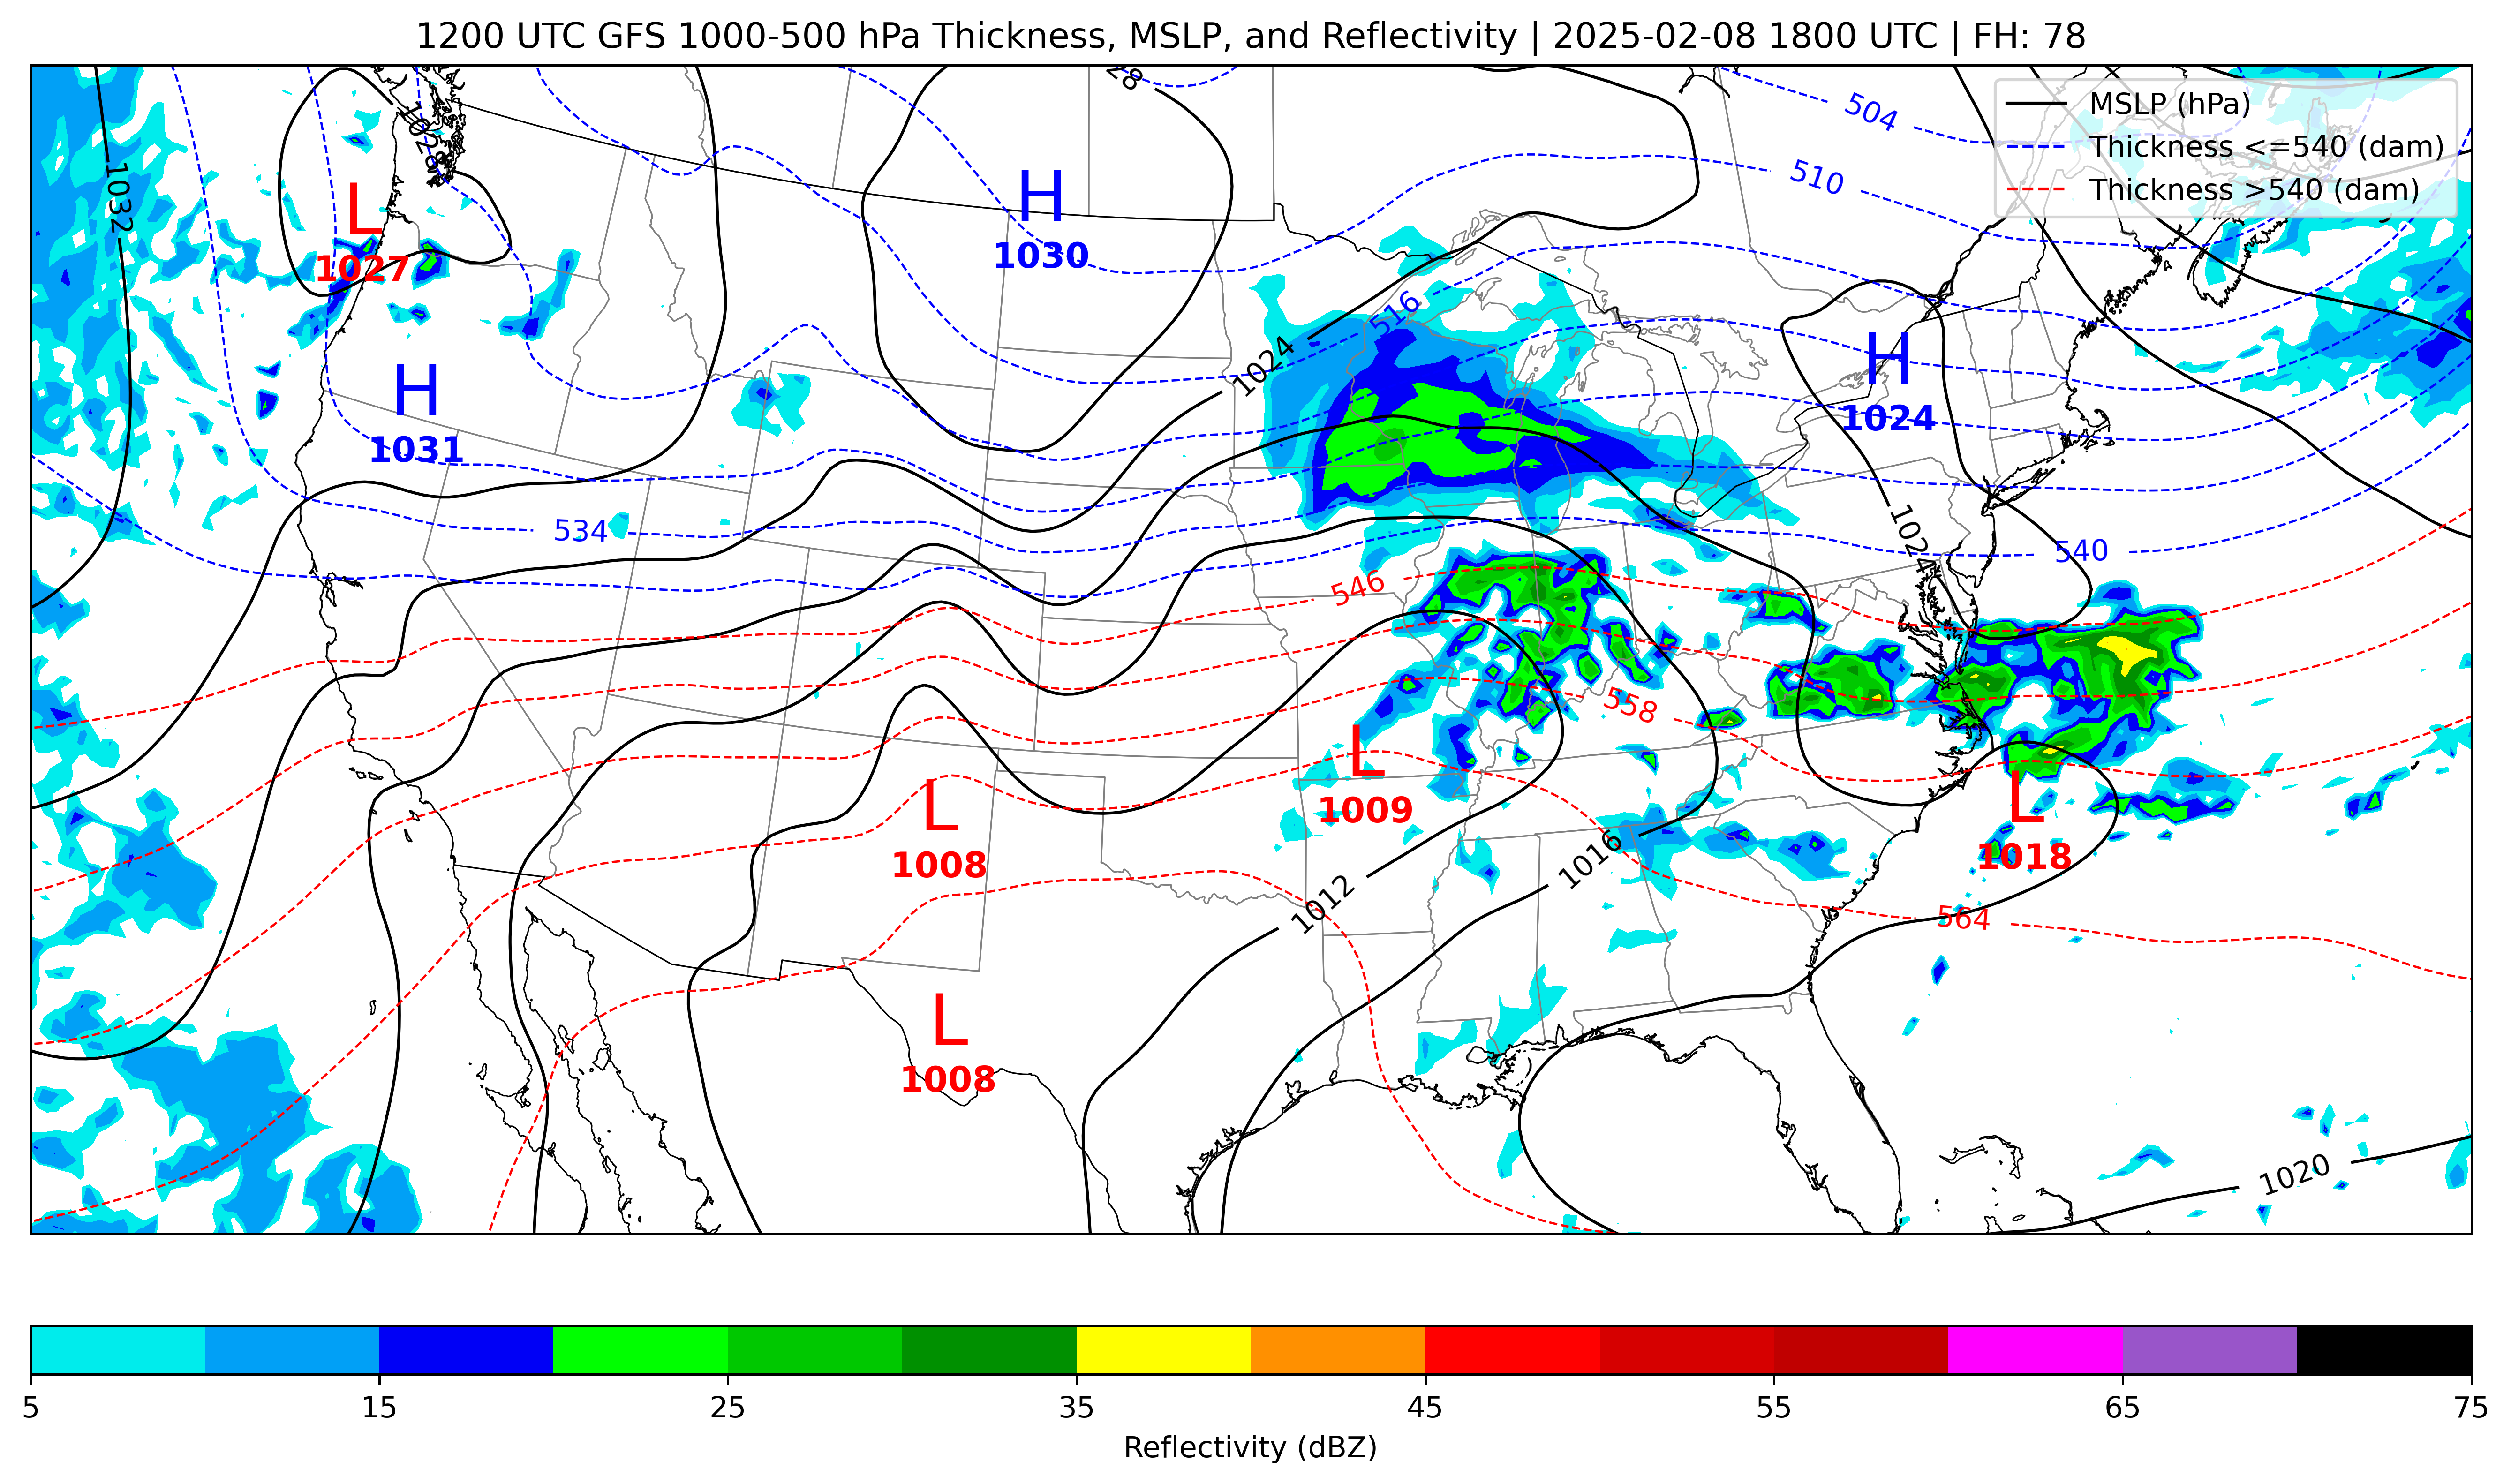 1200 UTC GFS 1000-500 hPa Thickness, MSLP, and Reflectivity | 2025-02-08 1800 UTC | FH: 78
MSLP (hPa)
Thickness <=540 (dam)
Thickness >540 (dam)
28
1028
1032
504
510
L
1027
H
1030
516
1024
H
1031
H
1024
534
1024
540
546
558
L
1009
L
1008
L
1018
1016
1012
564
L
1008
1020
5 15 25 35 45 55 65 75
Reflectivity (dBZ)